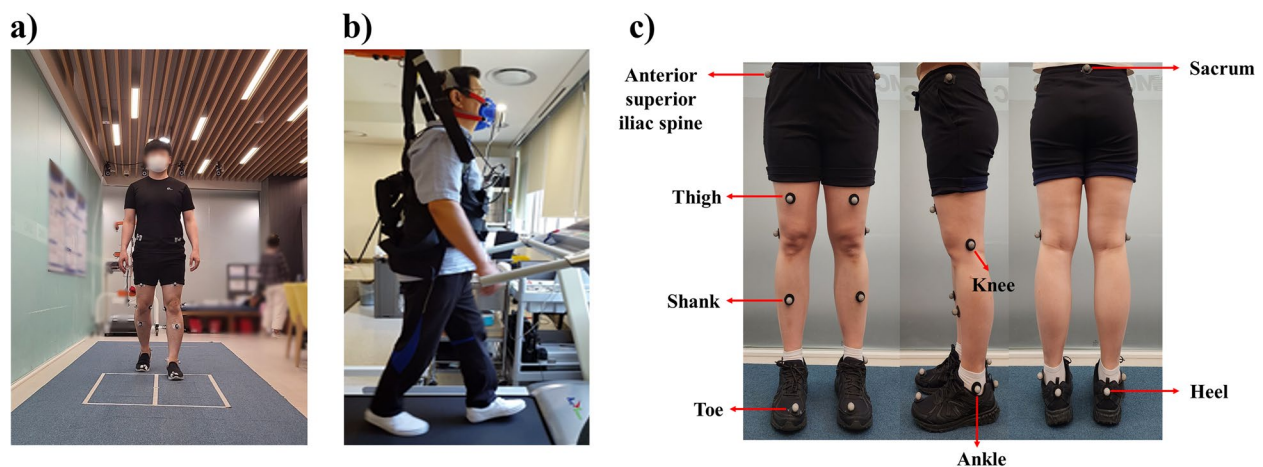 a)
b)
c)
Anterior
superior
iliac spine
Sacrum
Thigh
Knee
Shank
Toe
Heel
Ankle